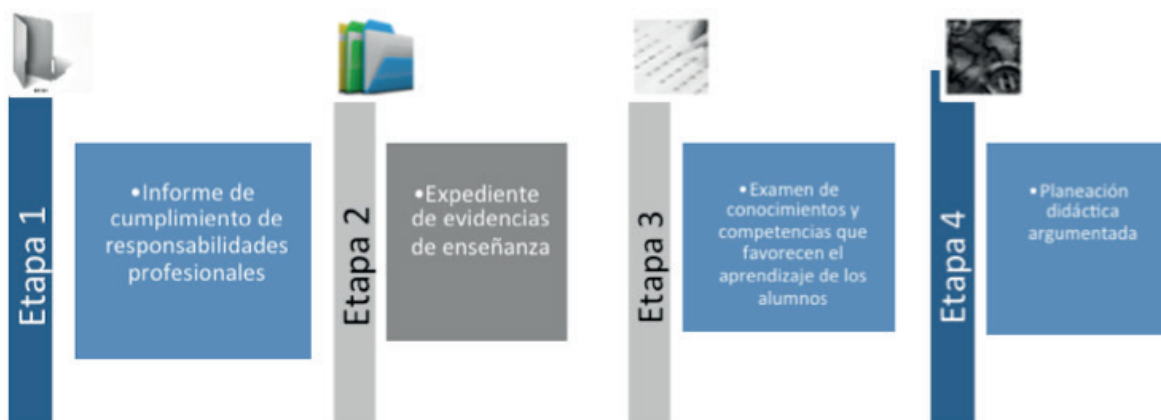 Etapa 1
•Informe de
cumplimiento de
responsabilidades
profesionales
Etapa 2
•Expediente
de evidencias
de enseñanza
Etapa 3
•Examen de
conocimientos y
competencias que
favorecen el
aprendizaje de los
alumnos
Etapa 4
•Planeación
didáctica
argumentada